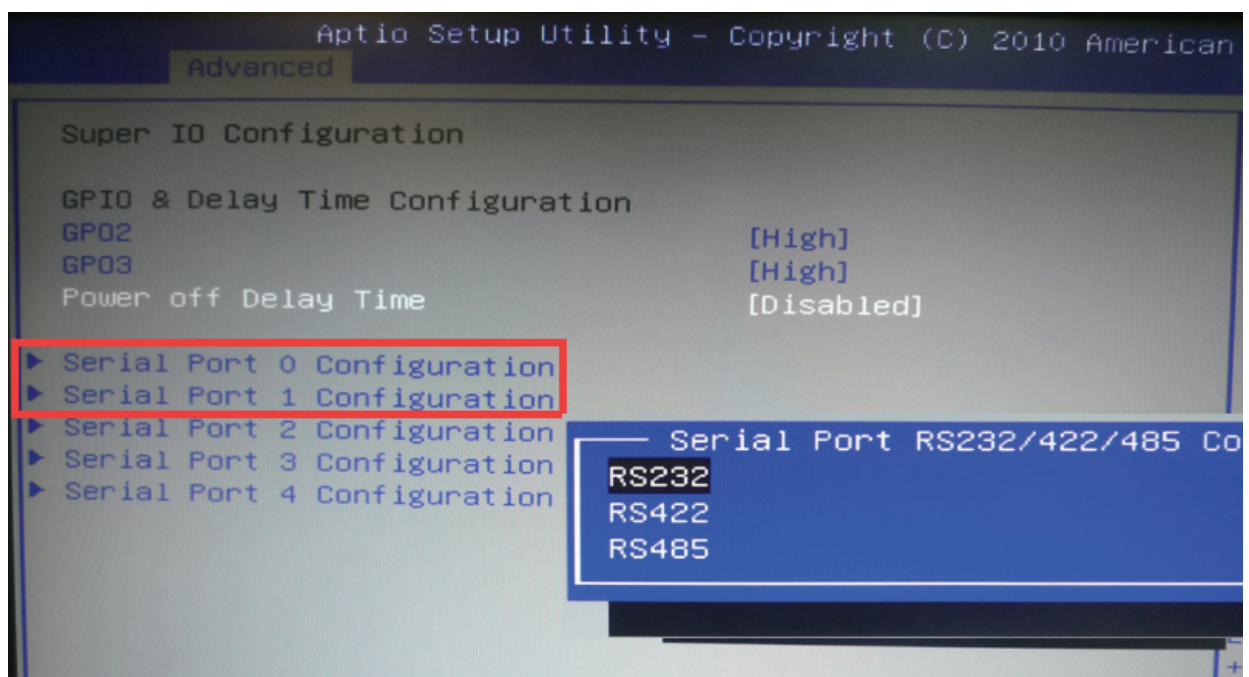 Aptio Setup Utility - Copyright (C) 2010 American
Advanced
Super IO Configuration
GPIO & Delay Time Configuration
GPO2 [High]
GPO3 [High]
Power off Delay Time [Disabled]
▶ Serial Port 0 Configuration
▶ Serial Port 1 Configuration
▶ Serial Port 2 Configuration
▶ Serial Port 3 Configuration
▶ Serial Port 4 Configuration
Serial Port RS232/422/485 Co
RS232
RS422
RS485
+